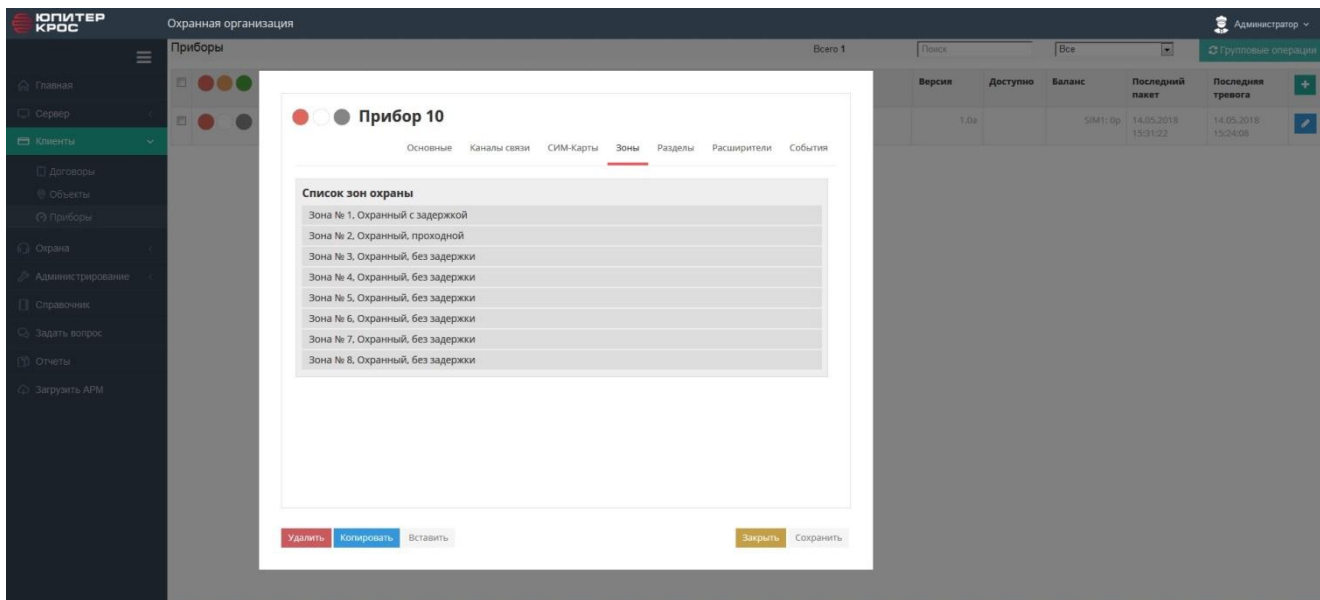 ЮПИТЕР
КРОС
Охранная организация
Администратор
Приборы
Всего 1
Поиск
Все
Групповые операции
Главная
Сервер
Клиенты
Договоры
Объекты
Приборы
Охрана
Администрирование
Справочник
Задать вопрос
Отчеты
Загрузить АРМ
Версия
Доступно
Баланс
Последний
пакет
Последняя
тревога
SIM1: 0р
14.05.2018
15:31:22
14.05.2018
15:24:08
Прибор 10
Основные Каналы связи СИМ-Карты Зоны Разделы Расширители События
Список зон охраны
Зона № 1, Охранный с задержкой
Зона № 2, Охранный, проходной
Зона № 3, Охранный, без задержки
Зона № 4, Охранный, без задержки
Зона № 5, Охранный, без задержки
Зона № 6, Охранный, без задержки
Зона № 7, Охранный, без задержки
Зона № 8, Охранный, без задержки
Удалить Копировать Вставить Закрыть Сохранить